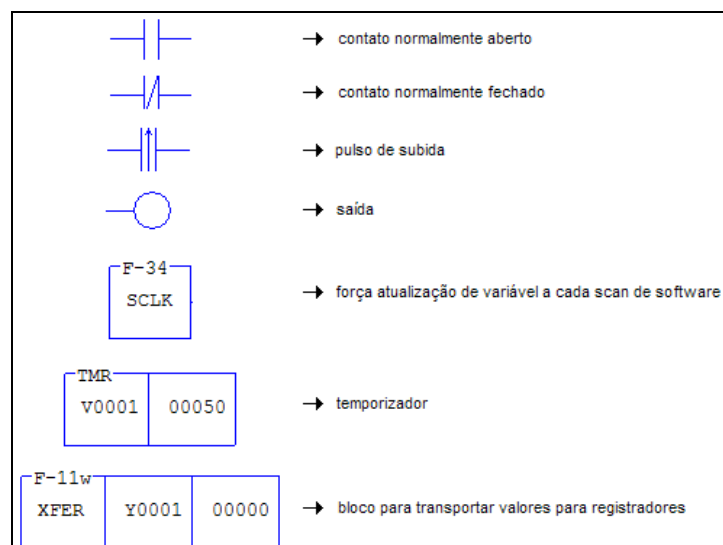 contato normalmente aberto
contato normalmente fechado
pulso de subida
saída
F-34
SCLK
força atualização de variável a cada scan de software
TMR
V0001 00050
temporizador
F-11w
XFER Y0001 00000
bloco para transportar valores para registradores